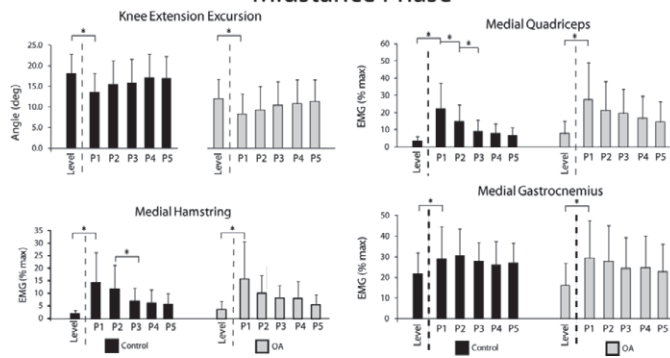 Midstance Phase
Knee Extension Excursion
Angle (deg)
25.0
20.0
15.0
10.0
5.0
0.0
*
*
Level P1 P2 P3 P4 P5
Level P1 P2 P3 P4 P5
Medial Quadriceps
EMG (% max)
60
50
40
30
20
10
0
* * *
*
Level P1 P2 P3 P4 P5
Level P1 P2 P3 P4 P5
Medial Hamstring
EMG (% max)
35
30
25
20
15
10
5
0
* *
*
Level P1 P2 P3 P4 P5
Level P1 P2 P3 P4 P5
Control
OA
Medial Gastrocnemius
EMG (% max)
50
40
30
20
10
0
*
*
Level P1 P2 P3 P4 P5
Level P1 P2 P3 P4 P5
Control
OA